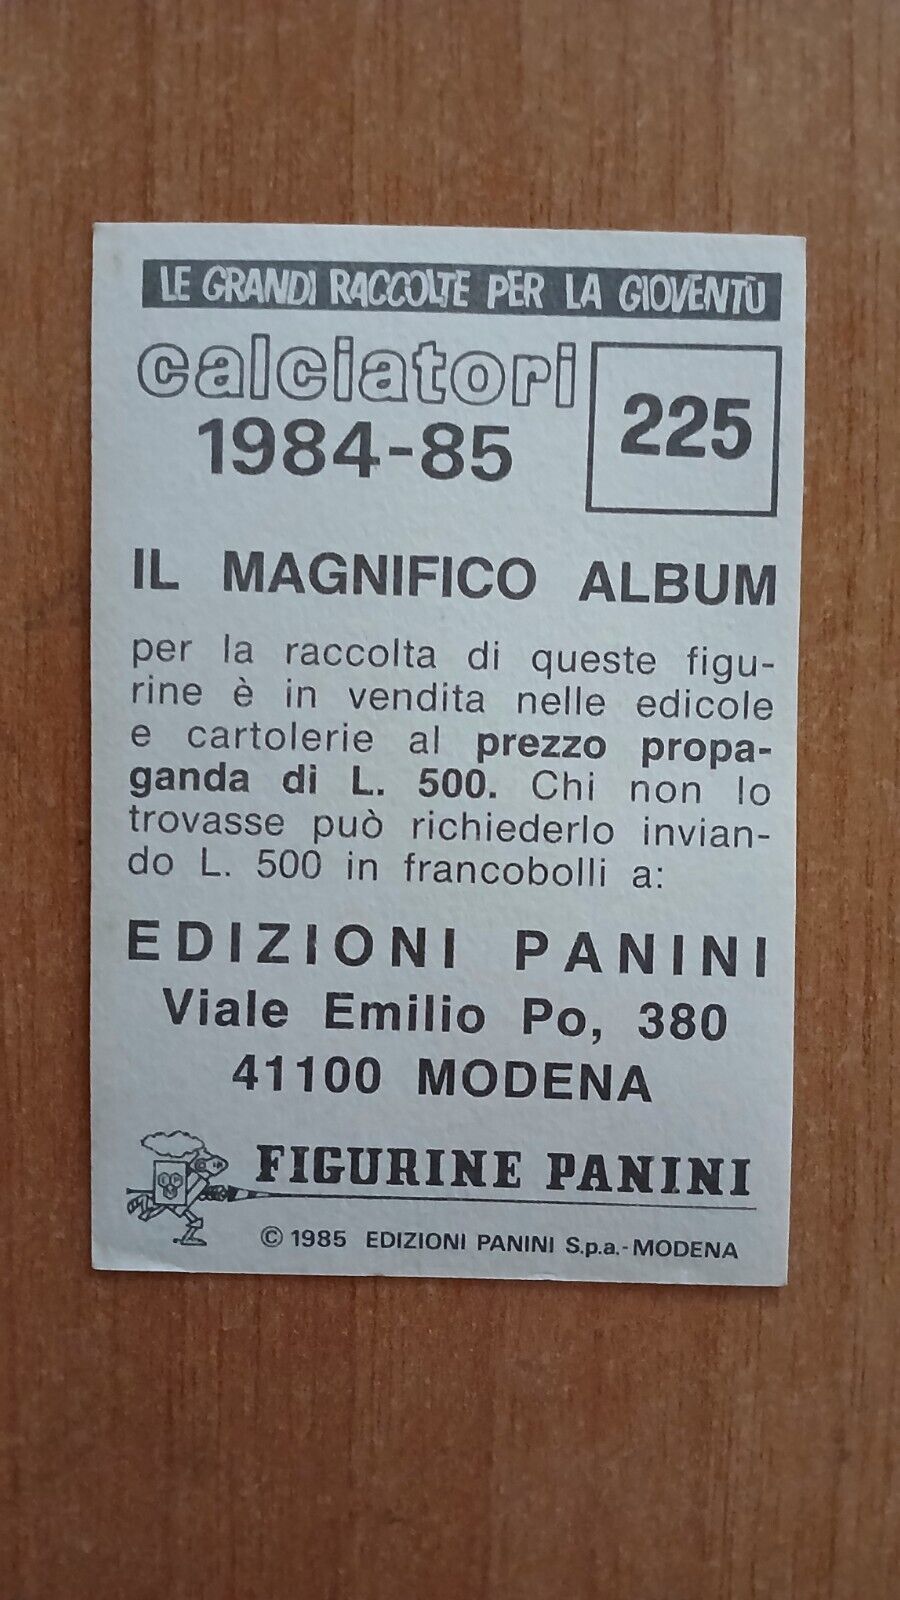 LE GRANDI RACCOLTE PER LA GIOVENTÙ
calciatori
1984-85
225
IL MAGNIFICO ALBUM
per la raccolta di queste figu-
rine è in vendita nelle edicole
e cartolerie al prezzo propa-
ganda di L. 500. Chi non lo
trovasse può richiederlo invian-
do L. 500 in francobolli a:
EDIZIONI PANINI
Viale Emilio Po, 380
41100 MODENA
FIGURINE PANINI
© 1985 EDIZIONI PANINI S.p.a.-MODENA